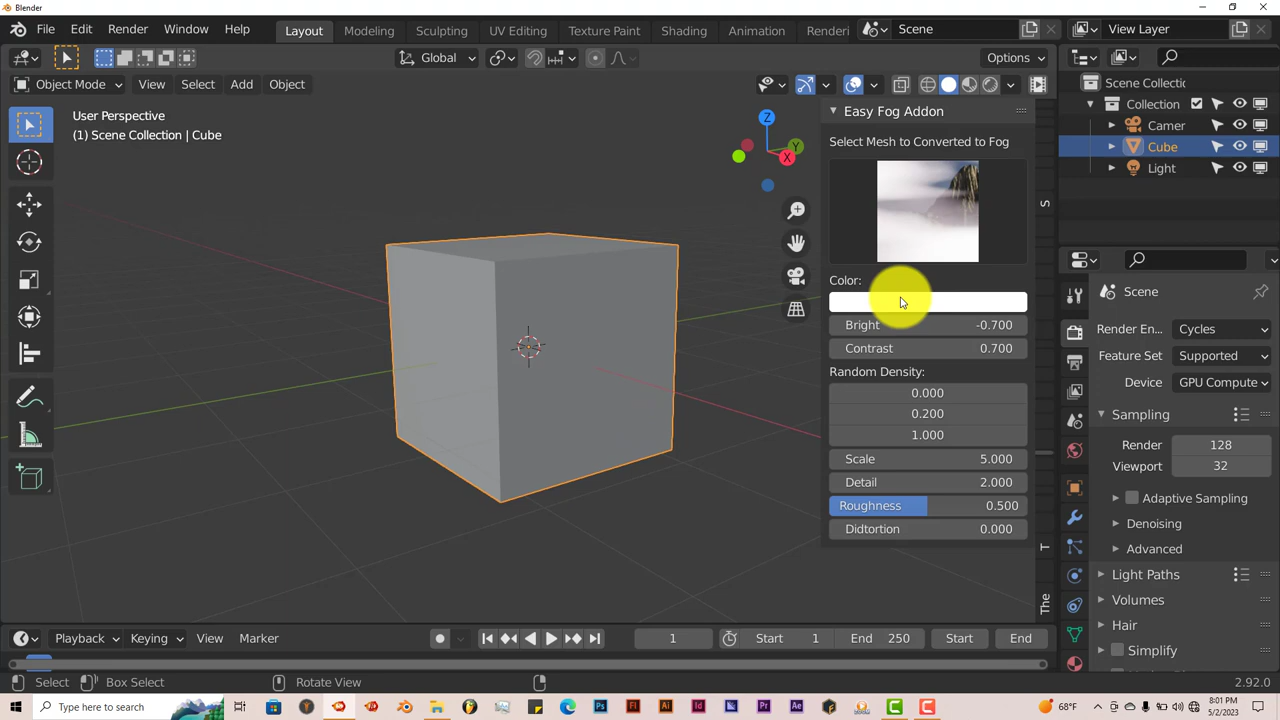 Blender
File Edit Render Window Help Layout Modeling Sculpting UV Editing Texture Paint Shading Animation Renderi Scene View Layer
Global Options
Object Mode View Select Add Object
User Perspective
(1) Scene Collection | Cube
Z
Y
X
Easy Fog Addon
Select Mesh to Converted to Fog
Color:
Bright -0.700
Contrast 0.700
Random Density:
0.000
0.200
1.000
Scale 5.000
Detail 2.000
Roughness 0.500
Didtortion 0.000
S
T
The
Scene Collectic
Collection
Camer
Cube
Light
Scene
Render En... Cycles
Feature Set Supported
Device GPU Compute
Sampling
Render 128
Viewport 32
Adaptive Sampling
Denoising
Advanced
Light Paths
Volumes
Hair
Simplify
Playback Keying View Marker 1 Start 1 End 250 Start End
Select Box Select Rotate View 2.92.0
Type here to search
68°F
8:01 PM
5/2/2023